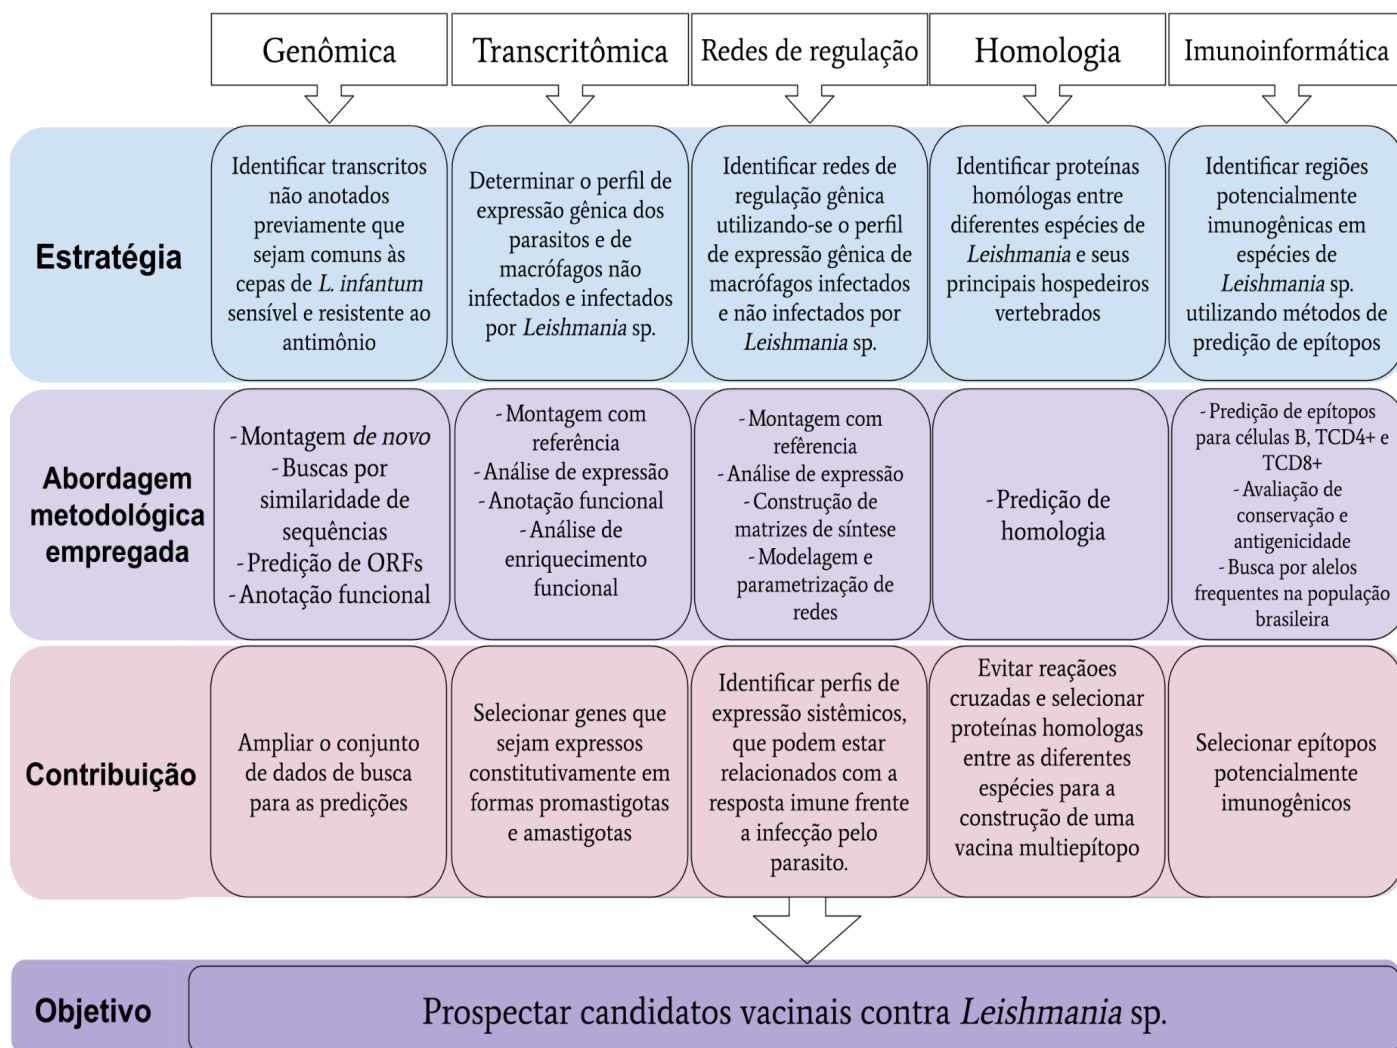 Genômica
Transcritômica
Redes de regulação
Homologia
Imunoinformática
Estratégia
Identificar transcritos
não anotados
previamente que
sejam comuns às
cepas de L. infantum
sensível e resistente ao
antimônio
Determinar o perfil de
expressão gênica dos
parasitos e de
macrófagos não
infectados e infectados
por Leishmania sp.
Identificar redes de
regulação gênica
utilizando-se o perfil
de expressão gênica de
macrófagos infectados
e não infectados por
Leishmania sp.
Identificar proteínas
homólogas entre
diferentes espécies de
Leishmania e seus
principais hospedeiros
vertebrados
Identificar regiões
potencialmente
imunogênicas em
espécies de
Leishmania sp.
utilizando métodos de
predição de epítopos
Abordagem
metodológica
empregada
- Montagem de novo
- Buscas por
similaridade de
sequências
- Predição de ORFs
- Anotação funcional
- Montagem com
referência
- Análise de expressão
- Anotação funcional
- Análise de
enriquecimento
funcional
- Montagem com
refêrencia
- Análise de expressão
- Construção de
matrizes de síntese
- Modelagem e
parametrização de
redes
- Predição de
homologia
- Predição de epítopos
para células B, TCD4+ e
TCD8+
- Avaliação de
conservação e
antigenicidade
- Busca por alelos
frequentes na população
brasileira
Contribuição
Ampliar o conjunto
de dados de busca
para as predições
Selecionar genes que
sejam expressos
constitutivamente em
formas promastigotas
e amastigotas
Identificar perfis de
expressão sistêmicos,
que podem estar
relacionados com a
resposta imune frente
a infecção pelo
parasito.
Evitar reaçãoes
cruzadas e selecionar
proteínas homologas
entre as diferentes
espécies para a
construção de uma
vacina multiepítopo
Selecionar epítopos
potencialmente
imunogênicos
Objetivo
Prospectar candidatos vacinais contra Leishmania sp.